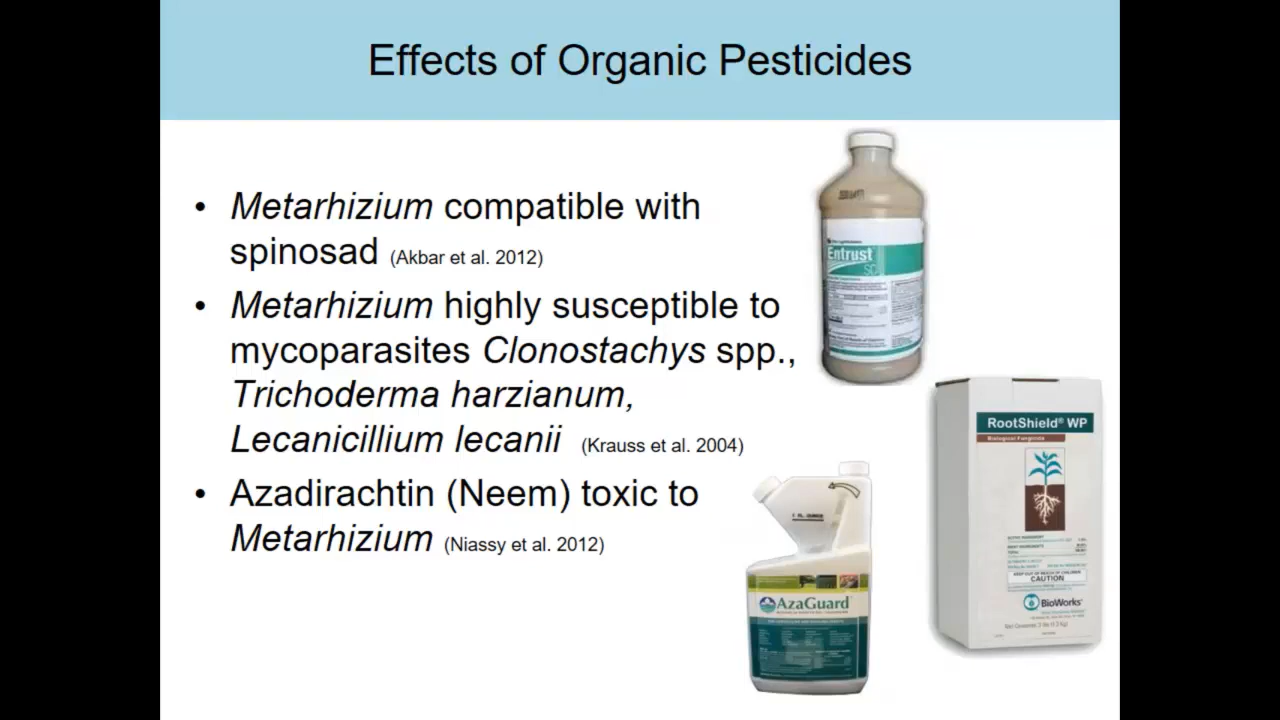 Effects of Organic Pesticides
• Metarhizium compatible with
spinosad (Akbar et al. 2012)
• Metarhizium highly susceptible to
mycoparasites Clonostachys spp.,
Trichoderma harzianum,
Lecanicillium lecanii (Krauss et al. 2004)
• Azadirachtin (Neem) toxic to
Metarhizium (Niassy et al. 2012)
Entrust
SC
RootShield® WP
Biological Fungicide
CAUTION
BioWorks
AzaGuard